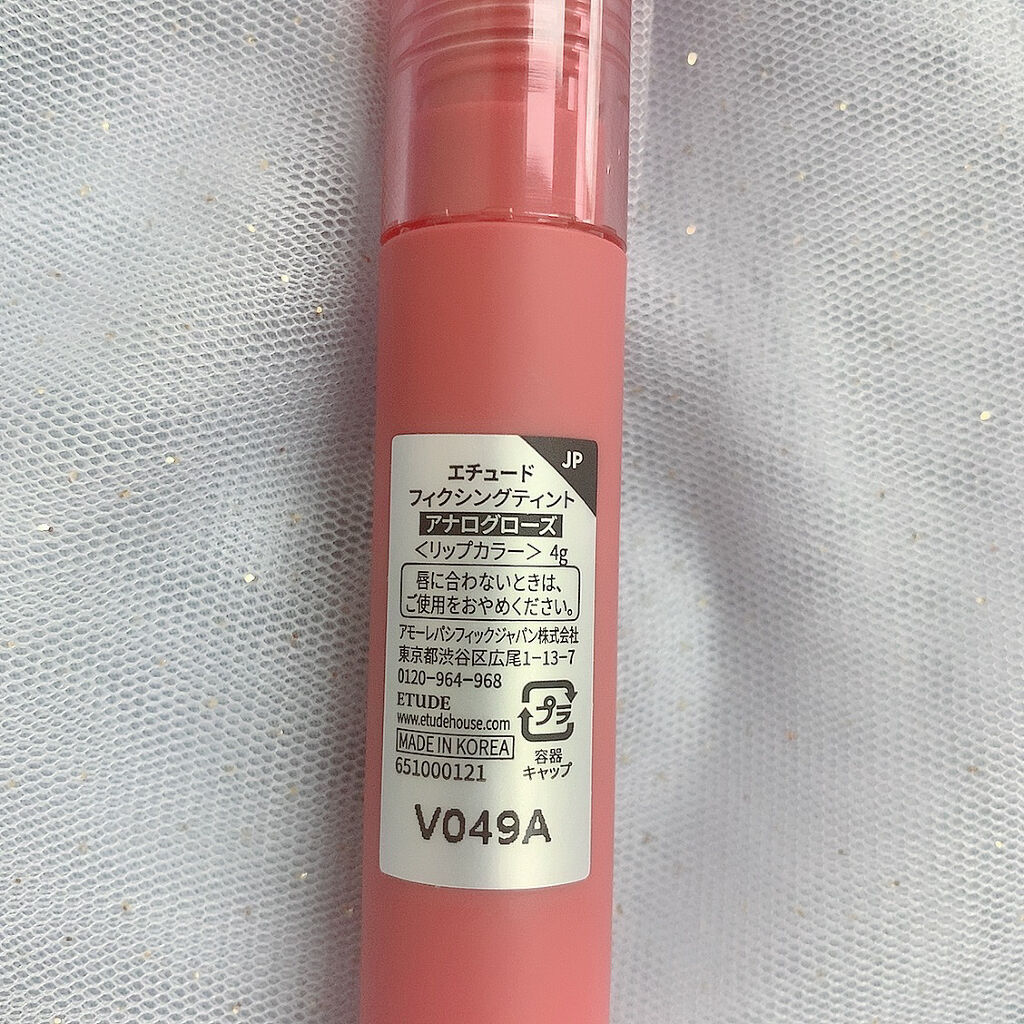 JP
エチュード
フィクシングティント
アナログローズ
＜リップカラー＞ 4g
唇に合わないときは、
ご使用をおやめください。
アモーレパシフィックジャパン株式会社
東京都渋谷区広尾1-13-7
0120-964-968
ETUDE
www.etudehouse.com
MADE IN KOREA
651000121
プラ
容器
キャップ
V049A